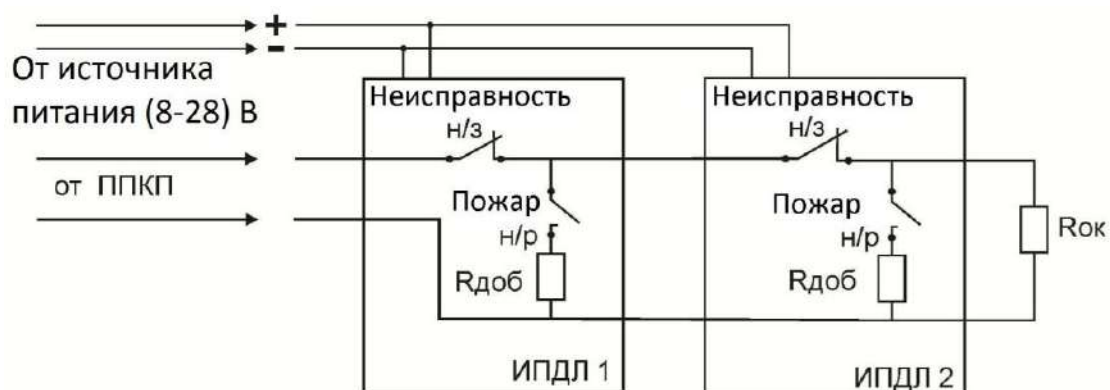 +
-
От источника
питания (8-28) В
от ППКП
Неисправность
н/з
Пожар
н/р
Rдоб
ИПДЛ 1
Неисправность
н/з
Пожар
н/р
Rдоб
ИПДЛ 2
Rок